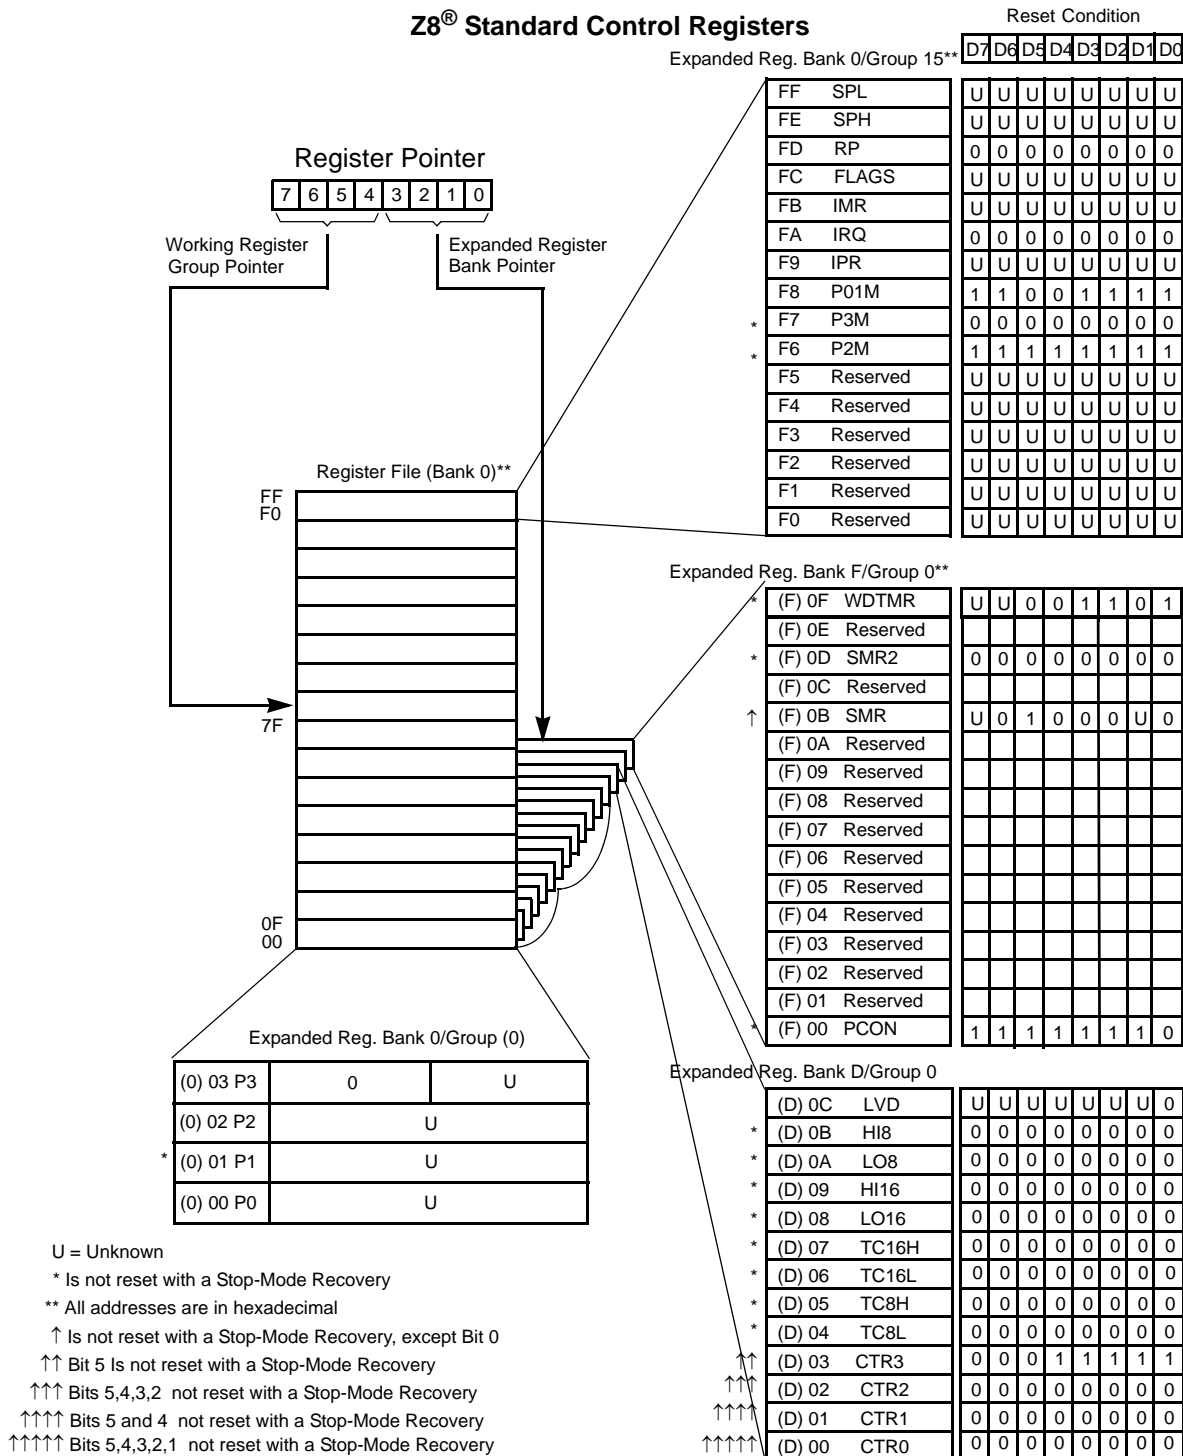 Z8® Standard Control Registers
Reset Condition
Expanded Reg. Bank 0/Group 15**
D7 D6 D5 D4 D3 D2 D1 D0
FF SPL U U U U U U U U
FE SPH U U U U U U U U
FD RP 0 0 0 0 0 0 0 0
FC FLAGS U U U U U U U U
FB IMR U U U U U U U U
FA IRQ 0 0 0 0 0 0 0 0
F9 IPR U U U U U U U U
F8 P01M 1 1 0 0 1 1 1 1
* F7 P3M 0 0 0 0 0 0 0 0
* F6 P2M 1 1 1 1 1 1 1 1
F5 Reserved U U U U U U U U
F4 Reserved U U U U U U U U
F3 Reserved U U U U U U U U
F2 Reserved U U U U U U U U
F1 Reserved U U U U U U U U
F0 Reserved U U U U U U U U
Register Pointer
7 6 5 4 3 2 1 0
Working Register
Group Pointer
Expanded Register
Bank Pointer
Register File (Bank 0)**
FF
F0
7F
0F
00
Expanded Reg. Bank F/Group 0**
* (F) 0F WDTMR U U 0 0 1 1 0 1
(F) 0E Reserved
* (F) 0D SMR2 0 0 0 0 0 0 0 0
(F) 0C Reserved
↑ (F) 0B SMR U 0 1 0 0 0 U 0
(F) 0A Reserved
(F) 09 Reserved
(F) 08 Reserved
(F) 07 Reserved
(F) 06 Reserved
(F) 05 Reserved
(F) 04 Reserved
(F) 03 Reserved
(F) 02 Reserved
(F) 01 Reserved
* (F) 00 PCON 1 1 1 1 1 1 1 0
Expanded Reg. Bank 0/Group (0)
(0) 03 P3 0 U
(0) 02 P2 U
* (0) 01 P1 U
(0) 00 P0 U
Expanded Reg. Bank D/Group 0
(D) 0C LVD U U U U U U U 0
* (D) 0B HI8 0 0 0 0 0 0 0 0
* (D) 0A LO8 0 0 0 0 0 0 0 0
* (D) 09 HI16 0 0 0 0 0 0 0 0
* (D) 08 LO16 0 0 0 0 0 0 0 0
* (D) 07 TC16H 0 0 0 0 0 0 0 0
* (D) 06 TC16L 0 0 0 0 0 0 0 0
* (D) 05 TC8H 0 0 0 0 0 0 0 0
* (D) 04 TC8L 0 0 0 0 0 0 0 0
↑↑ (D) 03 CTR3 0 0 0 1 1 1 1 1
↑↑↑ (D) 02 CTR2 0 0 0 0 0 0 0 0
↑↑↑↑ (D) 01 CTR1 0 0 0 0 0 0 0 0
↑↑↑↑↑ (D) 00 CTR0 0 0 0 0 0 0 0 0
U = Unknown
* Is not reset with a Stop-Mode Recovery
** All addresses are in hexadecimal
↑ Is not reset with a Stop-Mode Recovery, except Bit 0
↑↑ Bit 5 Is not reset with a Stop-Mode Recovery
↑↑↑ Bits 5,4,3,2 not reset with a Stop-Mode Recovery
↑↑↑↑ Bits 5 and 4 not reset with a Stop-Mode Recovery
↑↑↑↑↑ Bits 5,4,3,2,1 not reset with a Stop-Mode Recovery